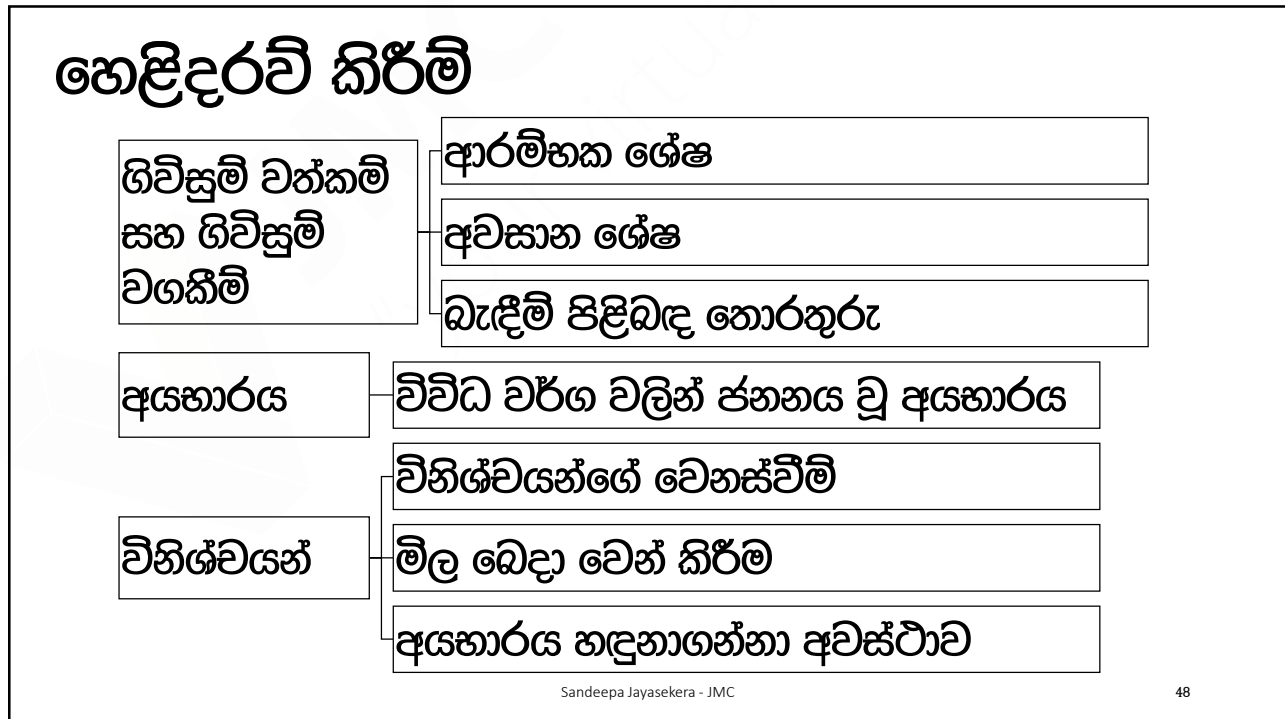 හෙළිදරව් කිරීම්
ගිවිසුම් වත්කම්
සහ ගිවිසුම්
වගකීම්
ආරම්භක ශේෂ
අවසාන ශේෂ
බැඳීම් පිළිබඳ තොරතුරු
අයභාරය
විවිධ වර්ග වලින් ජනනය වූ අයභාරය
විනිශ්චයන්
විනිශ්චයන්ගේ වෙනස්වීම්
මිල බෙදා වෙන් කිරීම
අයභාරය හඳුනාගන්නා අවස්ථාව
Sandeepa Jayasekera - JMC
48